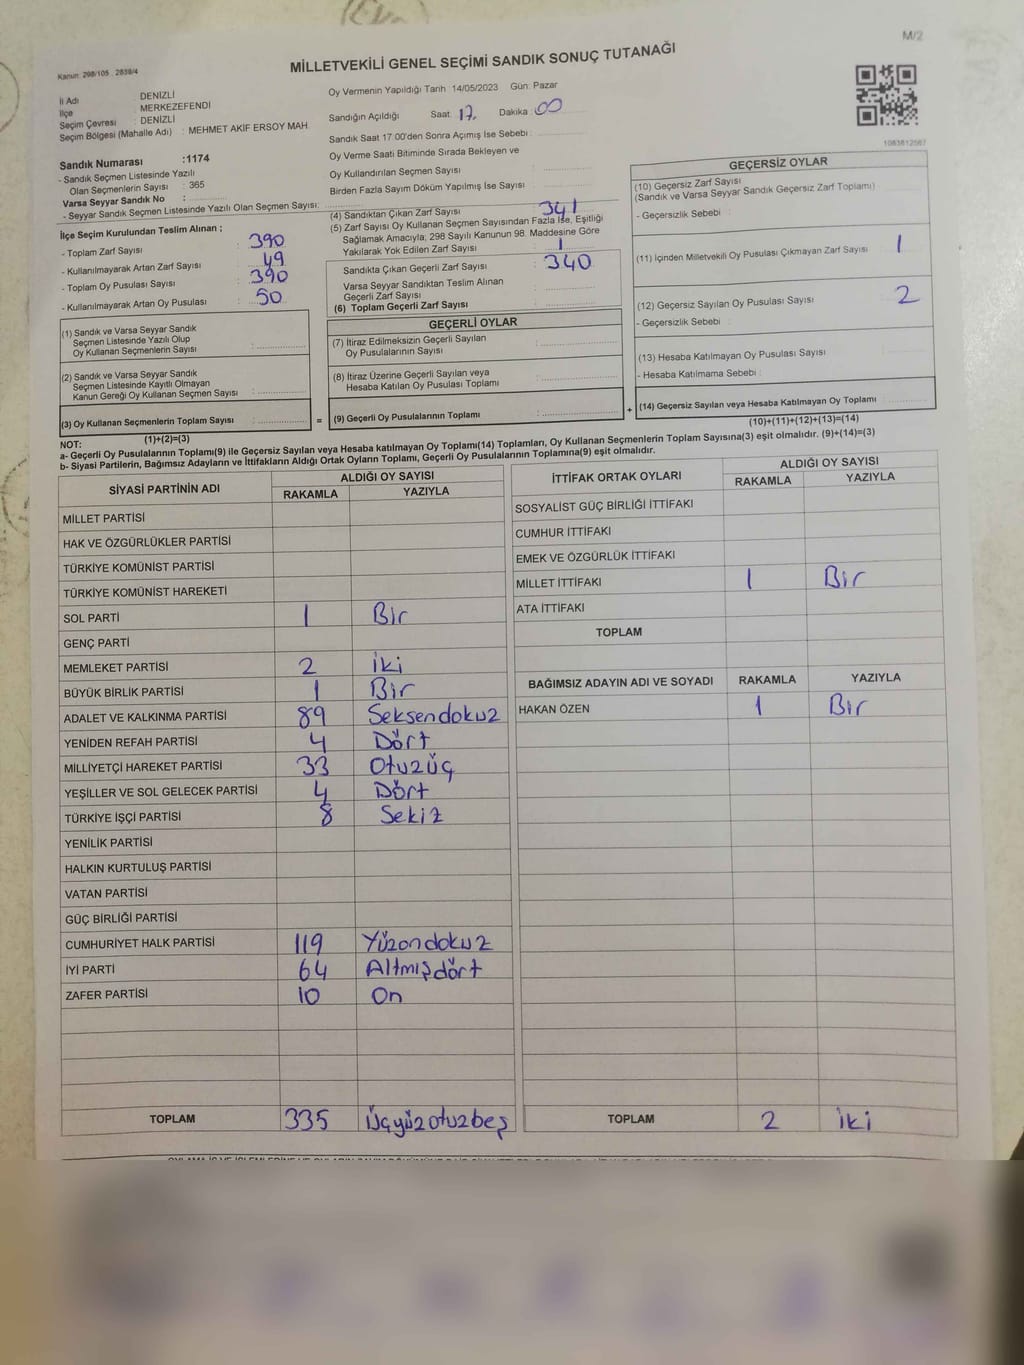 M/2
Kanun: 298/105 , 2839/4
MİLLETVEKİLİ GENEL SEÇİMİ SANDIK SONUÇ TUTANAĞI
İl Adı DENİZLİ
İlçe MERKEZEFENDİ
Seçim Çevresi : DENİZLİ
Seçim Bölgesi (Mahalle Adı) : MEHMET AKİF ERSOY MAH.
Sandık Numarası :1174
- Sandık Seçmen Listesinde Yazılı
Olan Seçmenlerin Sayısı : 365
Varsa Seyyar Sandık No :
- Seyyar Sandık Seçmen Listesinde Yazılı Olan Seçmen Sayısı:
Oy Vermenin Yapıldığı Tarih 14/05/2023 Gün: Pazar
Sandığın Açıldığı Saat 17. Dakika 00
Sandık Saat 17:00'den Sonra Açılmış İse Sebebi :
Oy Verme Saati Bitiminde Sırada Bekleyen ve
Oy Kullandırılan Seçmen Sayısı
Birden Fazla Sayım Döküm Yapılmış İse Sayısı
1083812567
İlçe Seçim Kurulundan Teslim Alınan ;
- Toplam Zarf Sayısı : 390
- Kullanılmayarak Artan Zarf Sayısı : 49
- Toplam Oy Pusulası Sayısı : 390
- Kullanılmayarak Artan Oy Pusulası : 50
(1) Sandık ve Varsa Seyyar Sandık
Seçmen Listesinde Yazılı Olup
Oy Kullanan Seçmenlerin Sayısı :
(2) Sandık ve Varsa Seyyar Sandık
Seçmen Listesinde Kayıtlı Olmayan
Kanun Gereği Oy Kullanan Seçmen Sayısı :
(3) Oy Kullanan Seçmenlerin Toplam Sayısı :
(1)+(2)=(3)
(4) Sandıktan Çıkan Zarf Sayısı 341
(5) Zarf Sayısı Oy Kullanan Seçmen Sayısından Fazla İse, Eşitliği
Sağlamak Amacıyla; 298 Sayılı Kanunun 98. Maddesine Göre
Yakılarak Yok Edilen Zarf Sayısı : 1
Sandıkta Çıkan Geçerli Zarf Sayısı : 340
Varsa Seyyar Sandıktan Teslim Alınan
Geçerli Zarf Sayısı :
(6) Toplam Geçerli Zarf Sayısı :
GEÇERLİ OYLAR
(7) İtiraz Edilmeksizin Geçerli Sayılan
Oy Pusulalarının Sayısı :
(8) İtiraz Üzerine Geçerli Sayılan veya
Hesaba Katılan Oy Pusulası Toplamı :
= (9) Geçerli Oy Pusulalarının Toplamı :
GEÇERSİZ OYLAR
(10) Geçersiz Zarf Sayısı
(Sandık ve Varsa Seyyar Sandık Geçersiz Zarf Toplamı)
- Geçersizlik Sebebi :
(11) İçinden Milletvekili Oy Pusulası Çıkmayan Zarf Sayısı : 1
(12) Geçersiz Sayılan Oy Pusulası Sayısı : 2
- Geçersizlik Sebebi :
(13) Hesaba Katılmayan Oy Pusulası Sayısı :
- Hesaba Katılmama Sebebi :
+ (14) Geçersiz Sayılan veya Hesaba Katılmayan Oy Toplamı :
(10)+(11)+(12)+(13)=(14)
NOT:
a- Geçerli Oy Pusulalarının Toplamı(9) ile Geçersiz Sayılan veya Hesaba katılmayan Oy Toplamı(14) Toplamları, Oy Kullanan Seçmenlerin Toplam Sayısına(3) eşit olmalıdır. (9)+(14)=(3)
b- Siyasi Partilerin, Bağımsız Adayların ve İttifakların Aldığı Ortak Oyların Toplamı, Geçerli Oy Pusulalarının Toplamına(9) eşit olmalıdır.
SİYASİ PARTİNİN ADI ALDIĞI OY SAYISI
RAKAMLA YAZIYLA
MİLLET PARTİSİ
HAK VE ÖZGÜRLÜKLER PARTİSİ
TÜRKİYE KOMÜNİST PARTİSİ
TÜRKİYE KOMÜNİST HAREKETİ
SOL PARTİ 1 Bir
GENÇ PARTİ
MEMLEKET PARTİSİ 2 İki
BÜYÜK BİRLİK PARTİSİ 1 Bir
ADALET VE KALKINMA PARTİSİ 89 Seksendokuz
YENİDEN REFAH PARTİSİ 4 Dört
MİLLİYETÇİ HAREKET PARTİSİ 33 Otuzüç
YEŞİLLER VE SOL GELECEK PARTİSİ 4 Dört
TÜRKİYE İŞÇİ PARTİSİ 8 Sekiz
YENİLİK PARTİSİ
HALKIN KURTULUŞ PARTİSİ
VATAN PARTİSİ
GÜÇ BİRLİĞİ PARTİSİ
CUMHURİYET HALK PARTİSİ 119 Yüzondokuz
İYİ PARTİ 64 Altmışdört
ZAFER PARTİSİ 10 On
TOPLAM 335 Üçyüzotuzbeş
İTTİFAK ORTAK OYLARI ALDIĞI OY SAYISI
RAKAMLA YAZIYLA
SOSYALİST GÜÇ BİRLİĞİ İTTİFAKI
CUMHUR İTTİFAKI
EMEK VE ÖZGÜRLÜK İTTİFAKI
MİLLET İTTİFAKI 1 Bir
ATA İTTİFAKI
TOPLAM
BAĞIMSIZ ADAYIN ADI VE SOYADI RAKAMLA YAZIYLA
HAKAN ÖZEN 1 Bir
TOPLAM 2 İki